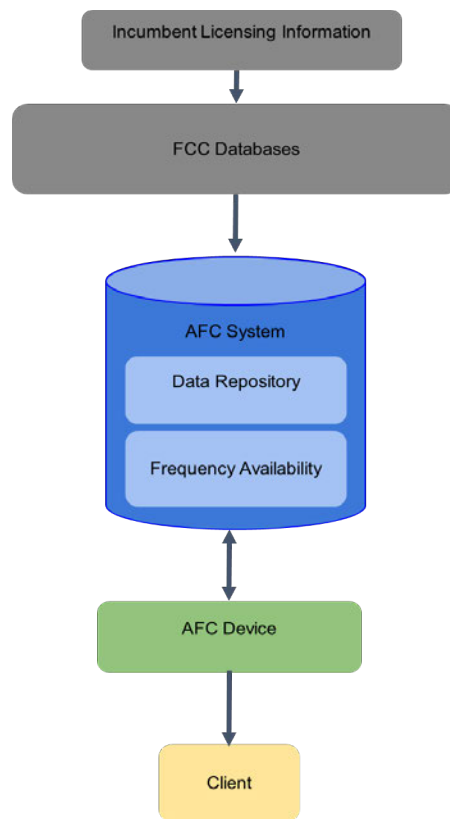 Incumbent Licensing Information
FCC Databases
AFC System
Data Repository
Frequency Availability
AFC Device
Client